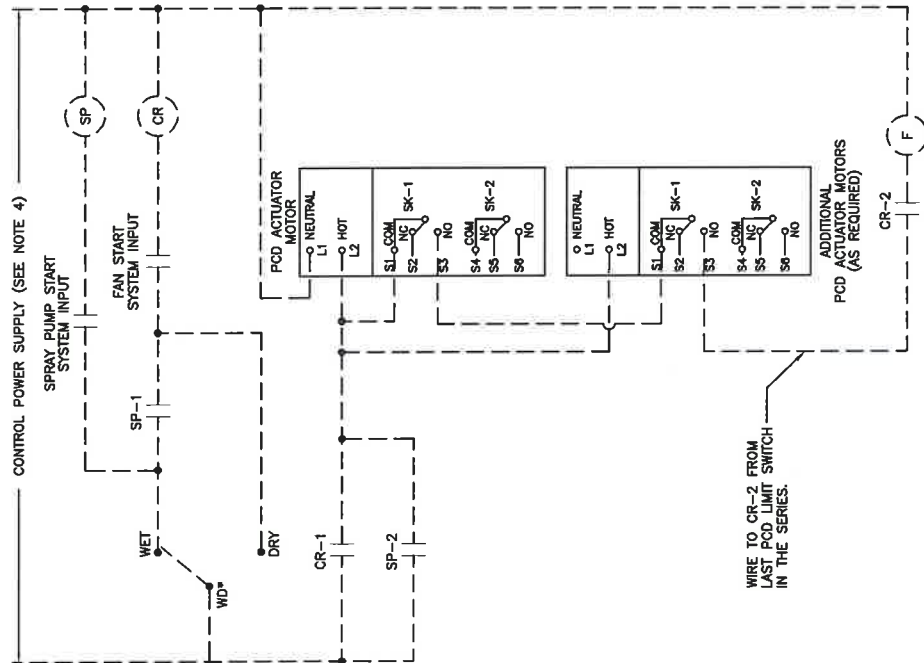 CONTROL POWER SUPPLY (SEE NOTE 4)
SPRAY PUMP START
SYSTEM INPUT
SP
FAN START
SYSTEM INPUT
CR
SP-1
WET
WD*
DRY
CR-1
SP-2
PCD ACTUATOR
MOTOR
NEUTRAL
L1
HOT
L2
S1
COM
SK-1
S2
NC
S3
NO
S4
COM
SK-2
S5
NC
S6
NO
NEUTRAL
L1
HOT
L2
S1
COM
SK-1
S2
NC
S3
NO
S4
COM
SK-2
S5
NC
S6
NO
ADDITIONAL
PCD ACTUATOR MOTORS
(AS REQUIRED)
F
CR-2
WIRE TO CR-2 FROM
LAST PCD LIMIT SWITCH
IN THE SERIES.